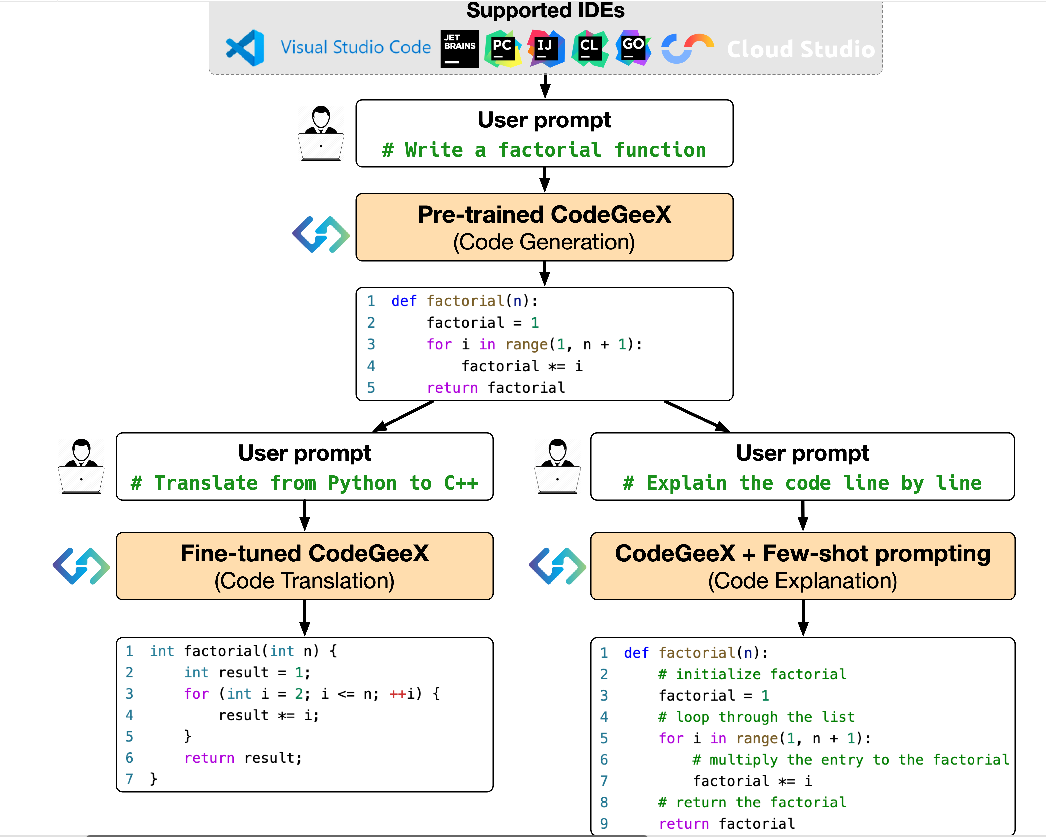 Supported IDEs
Visual Studio Code
JET
BRAINS
PC
IJ
CL
GO
Cloud Studio
User prompt
# Write a factorial function
Pre-trained CodeGeeX
(Code Generation)
1 def factorial(n):
2     factorial = 1
3     for i in range(1, n + 1):
4         factorial *= i
5     return factorial
User prompt
# Translate from Python to C++
Fine-tuned CodeGeeX
(Code Translation)
1 int factorial(int n) {
2     int result = 1;
3     for (int i = 2; i <= n; ++i) {
4         result *= i;
5     }
6     return result;
7 }
User prompt
# Explain the code line by line
CodeGeeX + Few-shot prompting
(Code Explanation)
1 def factorial(n):
2     # initialize factorial
3     factorial = 1
4     # loop through the list
5     for i in range(1, n + 1):
6         # multiply the entry to the factorial
7         factorial *= i
8     # return the factorial
9     return factorial